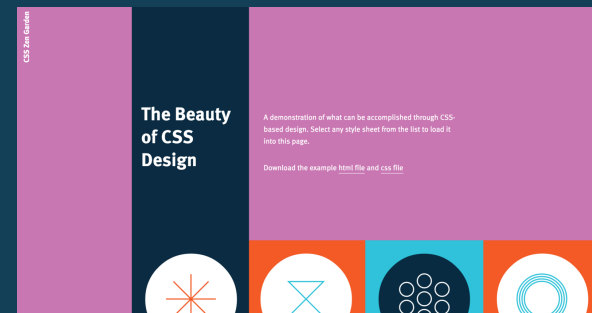 CSS Zen Garden
The Beauty
of CSS
Design
A demonstration of what can be accomplished through CSS-
based design. Select any style sheet from the list to load it
into this page.
Download the example html file and css file